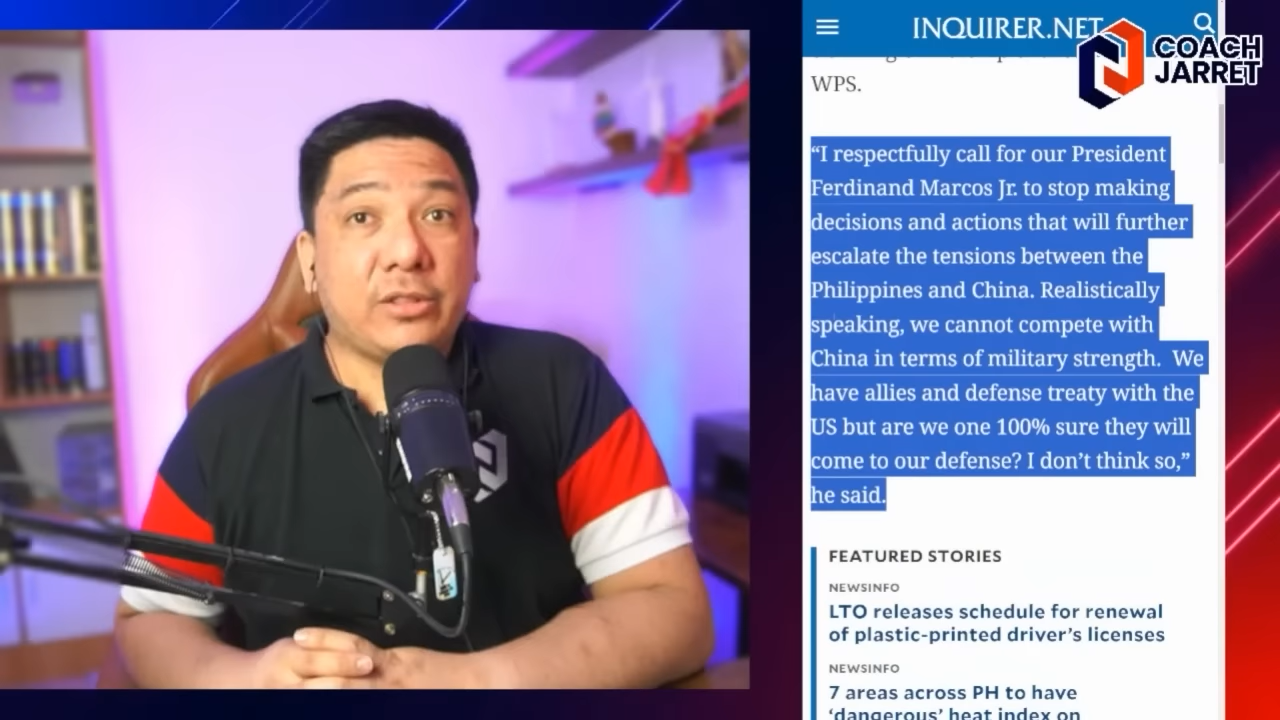 INQUIRER.NET
COACH
JARRET
WPS.
“I respectfully call for our President
Ferdinand Marcos Jr. to stop making
decisions and actions that will further
escalate the tensions between the
Philippines and China. Realistically
speaking, we cannot compete with
China in terms of military strength. We
have allies and defense treaty with the
US but are we one 100% sure they will
come to our defense? I don’t think so,”
he said.
FEATURED STORIES
NEWSINFO
LTO releases schedule for renewal
of plastic-printed driver’s licenses
NEWSINFO
7 areas across PH to have
‘dangerous’ heat index on